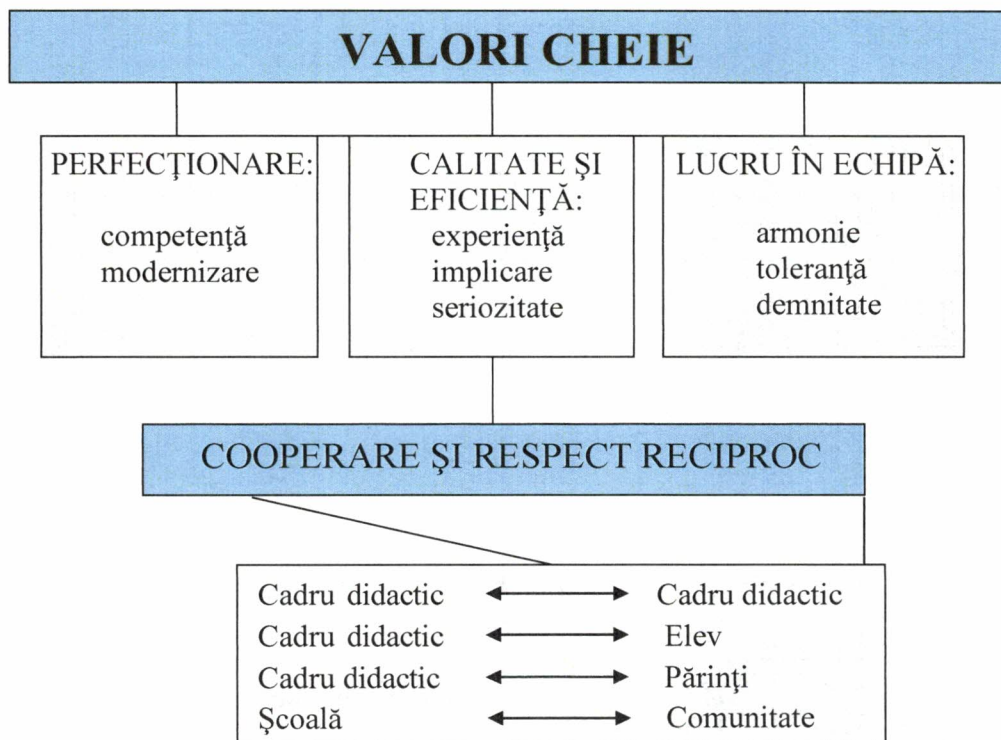 VALORI CHEIE
PERFECŢIONARE:
competenţă
modernizare
CALITATE ŞI
EFICIENŢĂ:
experienţă
implicare
seriozitate
LUCRU ÎN ECHIPĂ:
armonie
toleranţă
demnitate
COOPERARE ŞI RESPECT RECIPROC
Cadru didactic Cadru didactic
Cadru didactic Elev
Cadru didactic Părinţi
Şcoală Comunitate